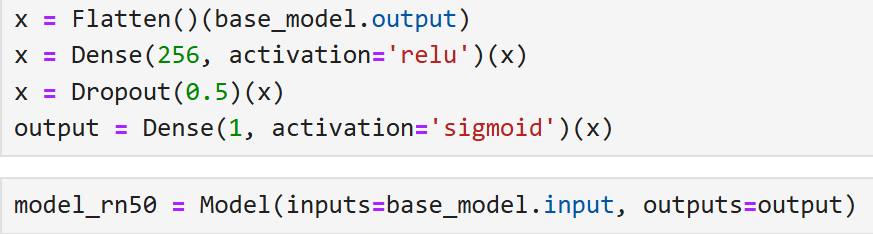 x = Flatten()(base_model.output)
x = Dense(256, activation='relu')(x)
x = Dropout(0.5)(x)
output = Dense(1, activation='sigmoid')(x)
model_rn50 = Model(inputs=base_model.input, outputs=output)